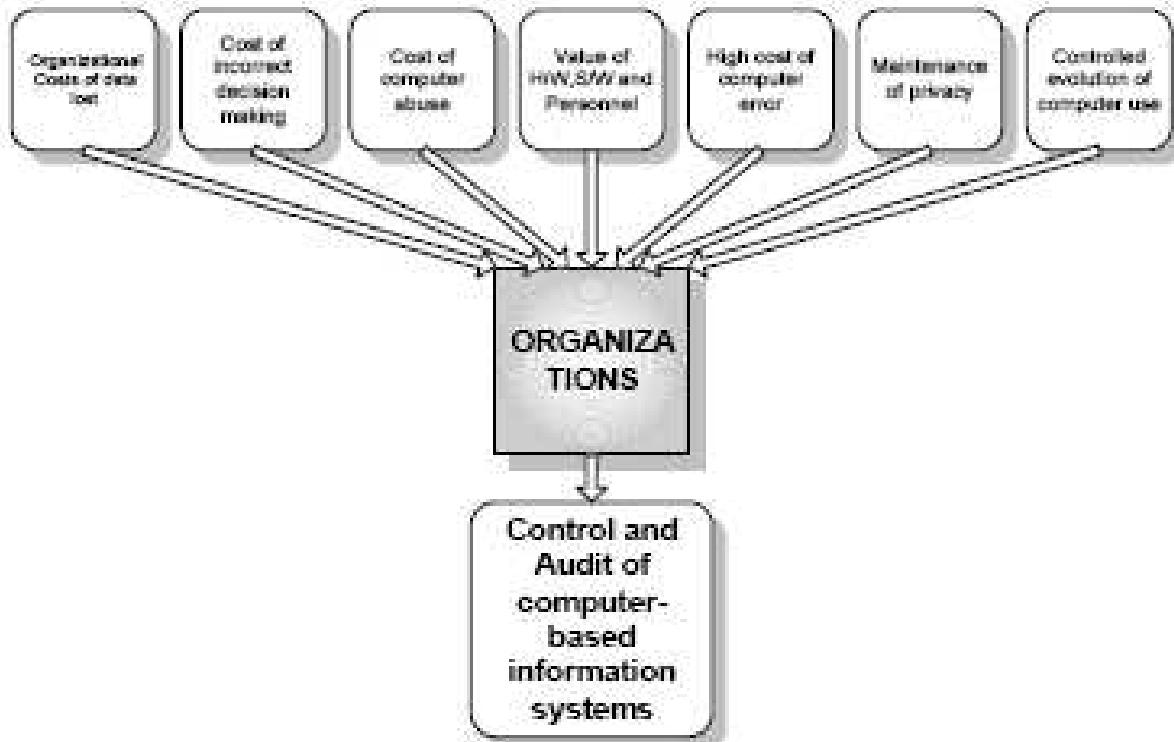 Organizational
Costs of data
lost
Cost of
incorrect
decision
making
Cost of
computer
abuse
Value of
H/W,S/W and
Personnel
High cost of
computer
error
Maintenance
of privacy
Controlled
evolution of
computer use
ORGANIZA
TIONS
Control and
Audit of
computer-
based
information
systems